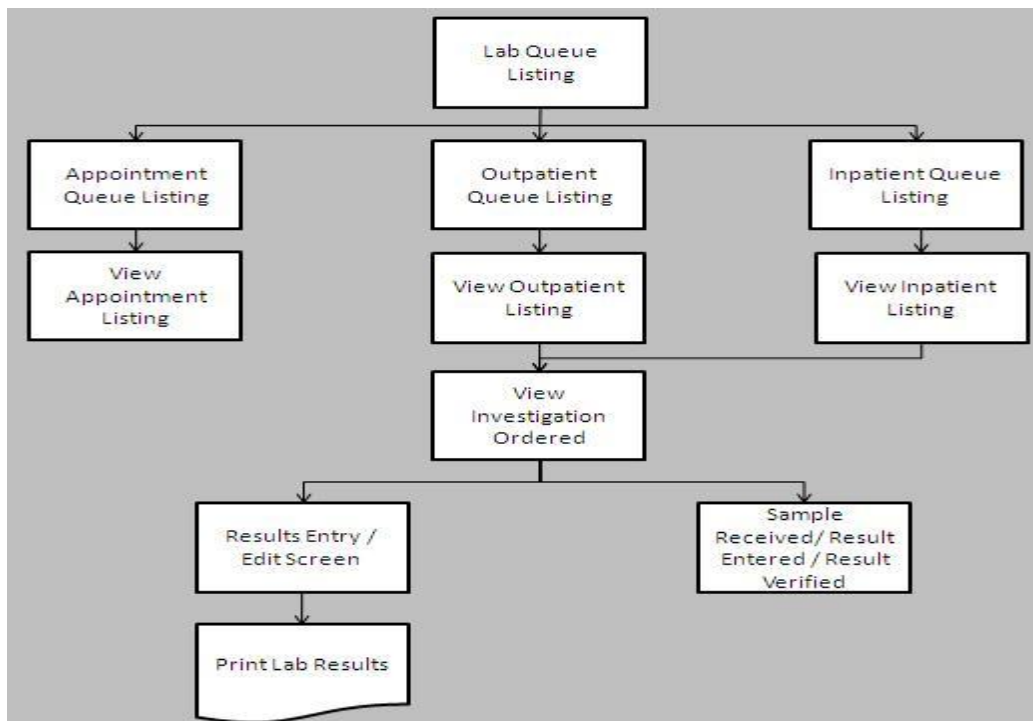 Lab Queue
Listing
Appointment
Queue Listing
Outpatient
Queue Listing
Inpatient Queue
Listing
View
Appointment
Listing
View Outpatient
Listing
View Inpatient
Listing
View
Investigation
Ordered
Results Entry /
Edit Screen
Sample
Received/ Result
Entered / Result
Verified
Print Lab Results